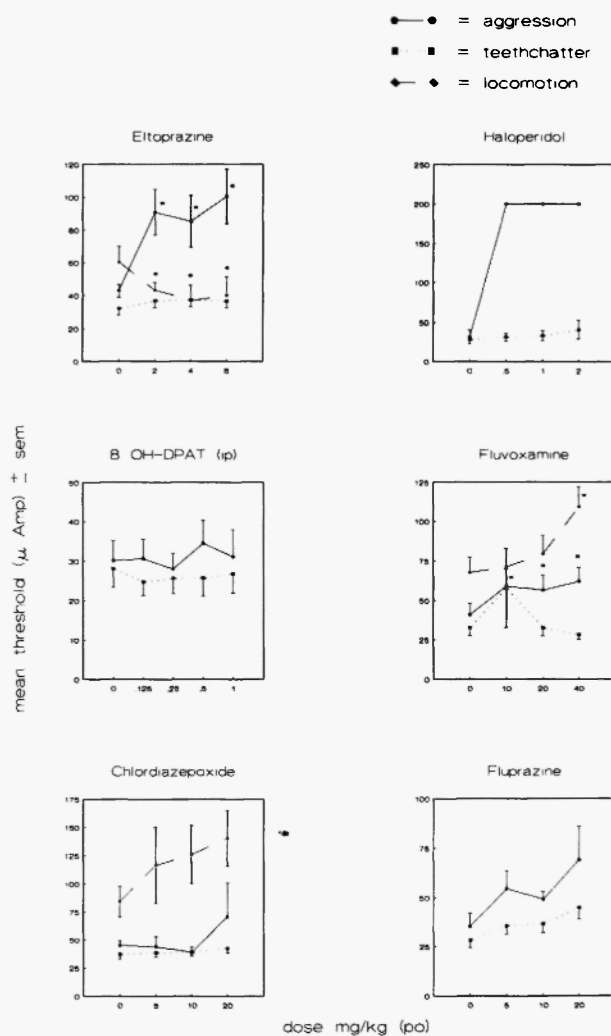 = aggression
= teethchatter
= locomotion
Eltoprazine
Haloperidol
120
100
80
60
40
20
0
0 2 4 8
250
200
150
100
50
0
0 .5 1 2
8 OH-DPAT (ip)
Fluvoxamine
50
40
30
20
10
0
0 .125 .25 .5 1
125
100
75
50
25
0
0 10 20 40
mean threshold (μ Amp) ± sem
Chlordiazepoxide
Fluprazine
175
150
125
100
75
50
25
0
0 5 10 20
100
75
50
25
0
0 5 10 20
dose mg/kg (po)